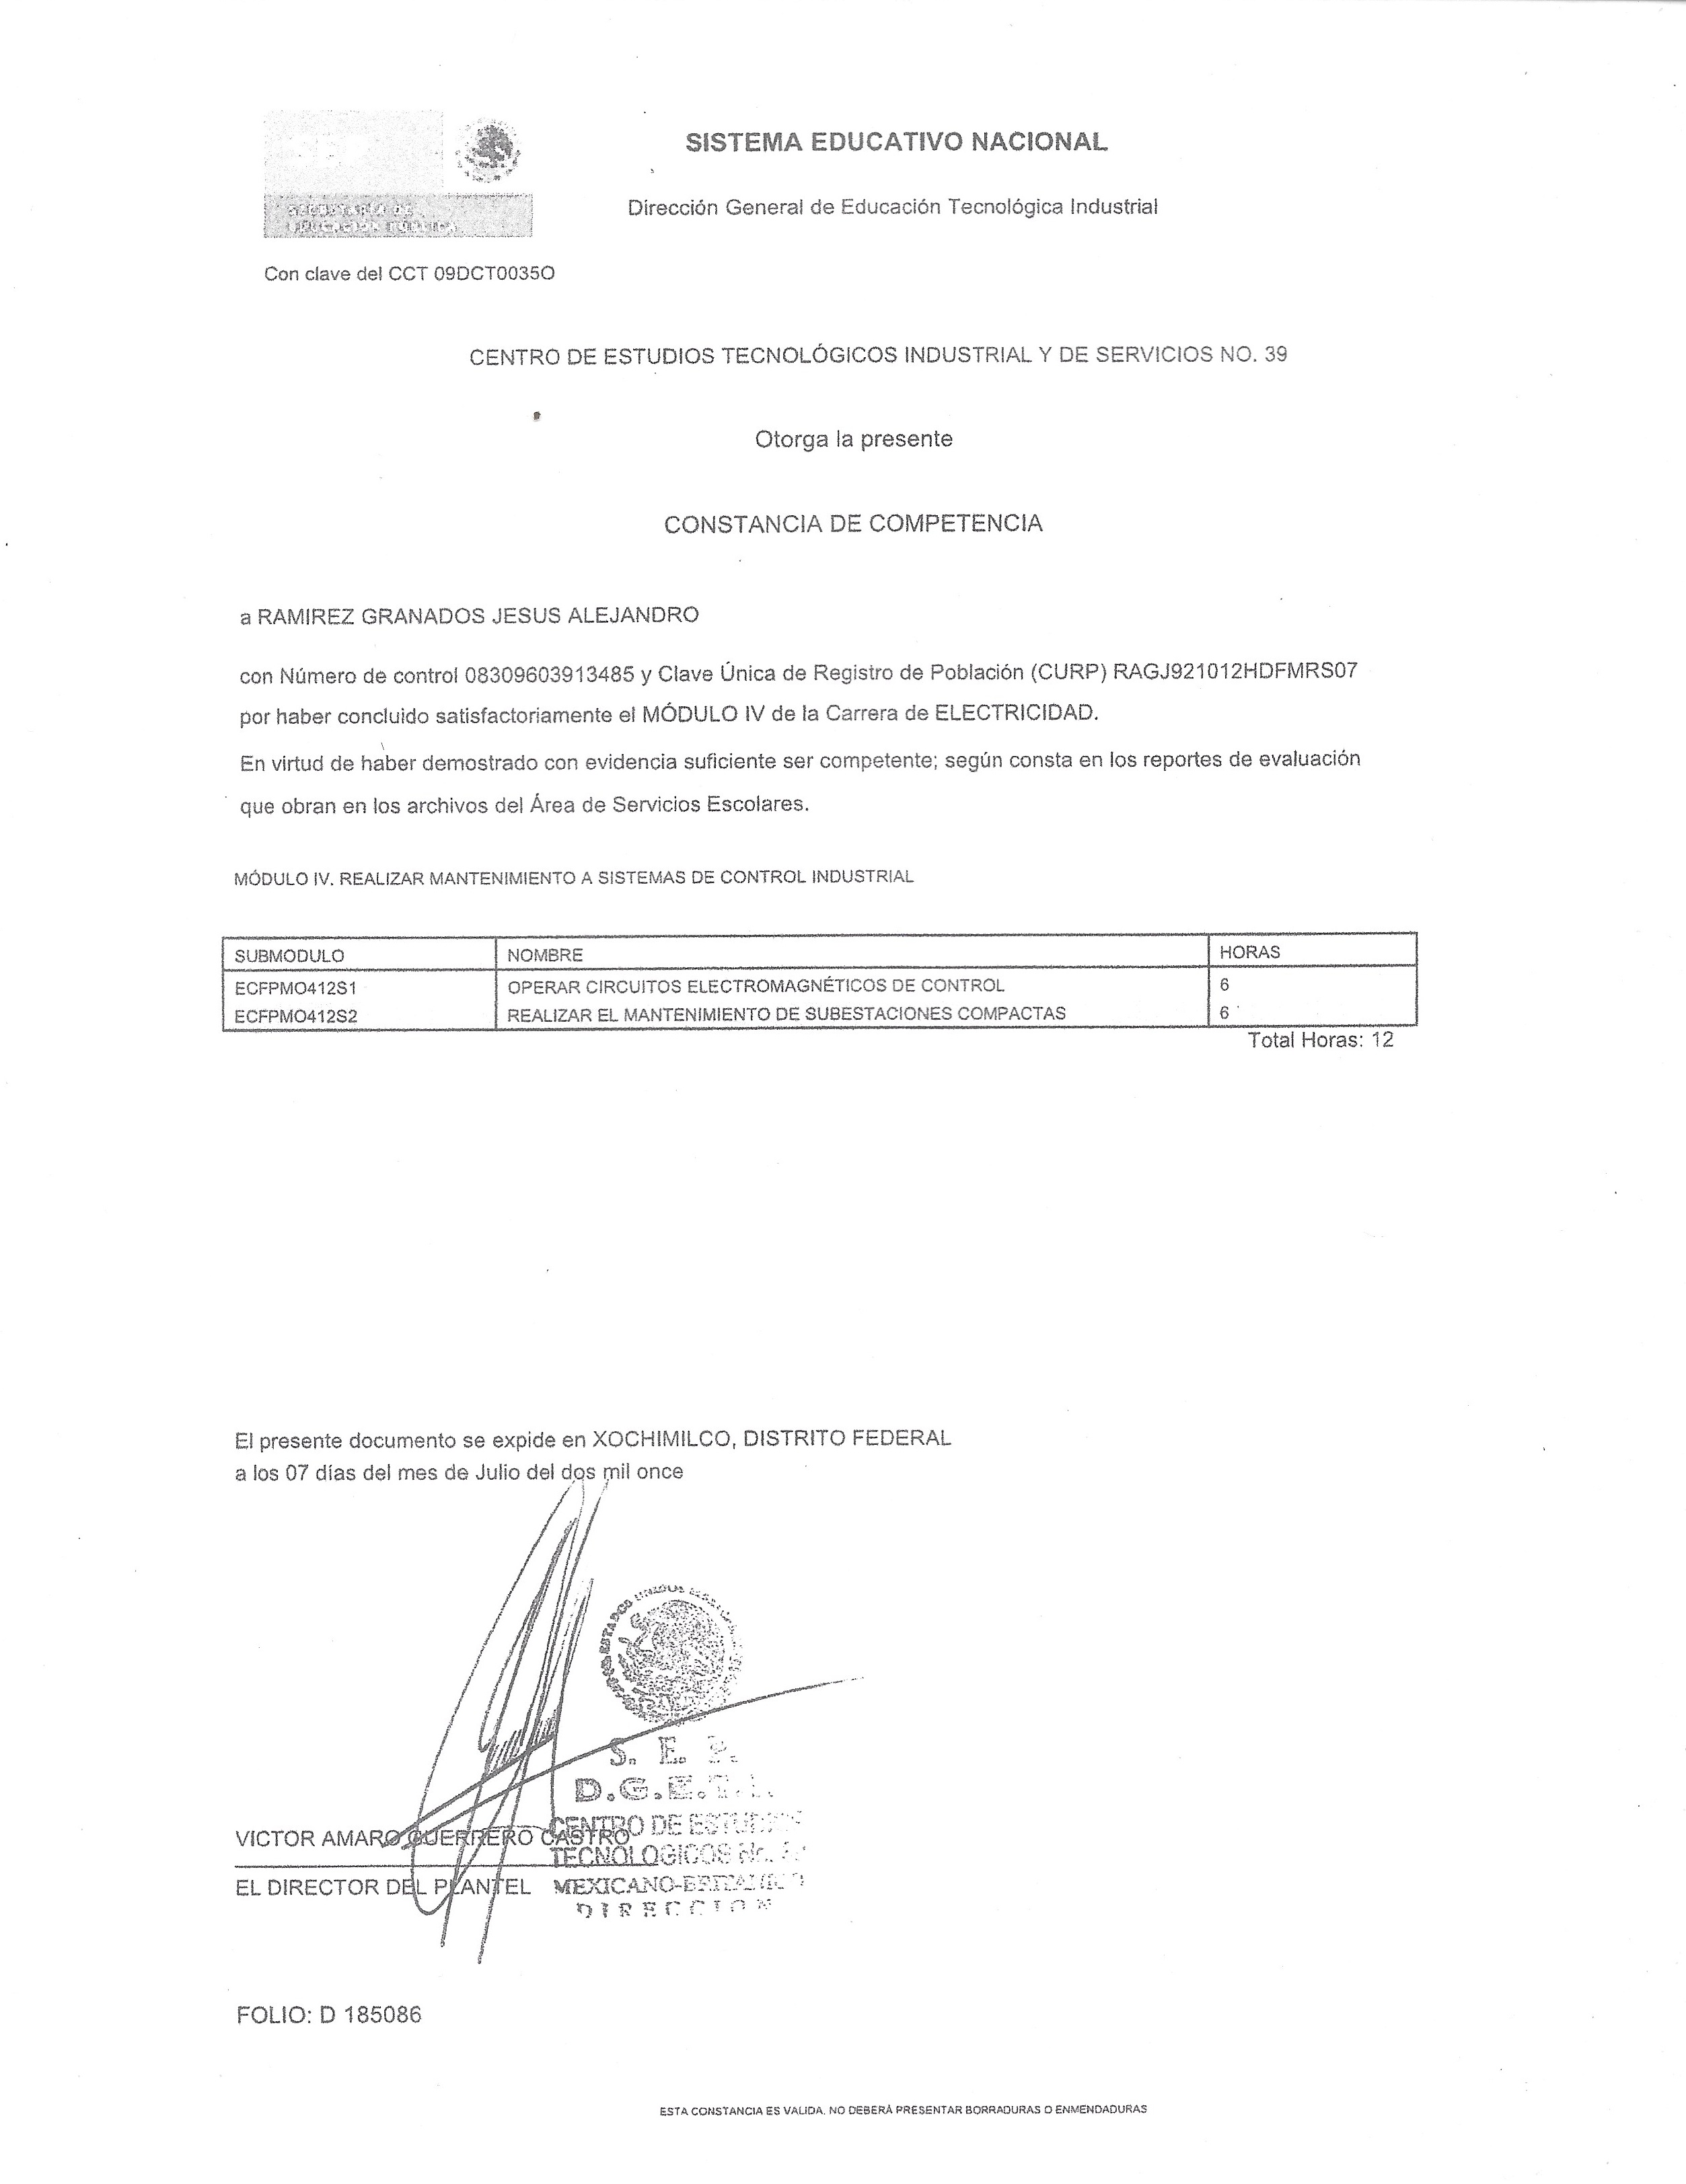 SECRETARÍA DE
EDUCACIÓN PÚBLICA
SISTEMA EDUCATIVO NACIONAL
Dirección General de Educación Tecnológica Industrial
Con clave del CCT 09DCT0035O
CENTRO DE ESTUDIOS TECNOLÓGICOS INDUSTRIAL Y DE SERVICIOS NO. 39
Otorga la presente
CONSTANCIA DE COMPETENCIA
a RAMIREZ GRANADOS JESUS ALEJANDRO
con Número de control 08309603913485 y Clave Única de Registro de Población (CURP) RAGJ921012HDFMRS07
por haber concluido satisfactoriamente el MÓDULO IV de la Carrera de ELECTRICIDAD.
En virtud de haber demostrado con evidencia suficiente ser competente; según consta en los reportes de evaluación
que obran en los archivos del Área de Servicios Escolares.
MÓDULO IV. REALIZAR MANTENIMIENTO A SISTEMAS DE CONTROL INDUSTRIAL
SUBMODULO NOMBRE HORAS
ECFPMO412S1 OPERAR CIRCUITOS ELECTROMAGNÉTICOS DE CONTROL 6
ECFPMO412S2 REALIZAR EL MANTENIMIENTO DE SUBESTACIONES COMPACTAS 6
Total Horas: 12
El presente documento se expide en XOCHIMILCO, DISTRITO FEDERAL
a los 07 días del mes de Julio del dos mil once
ESTADOS UNIDOS
S. E. P.
D.G.E.T.I.
CENTRO DE ESTUDIOS
TECNOLOGICOS No.
MEXICANO-BRITANICO
DIRECCION
VICTOR AMARO GUERRERO CASTRO
EL DIRECTOR DEL PLANTEL
FOLIO: D 185086
ESTA CONSTANCIA ES VALIDA. NO DEBERÁ PRESENTAR BORRADURAS O ENMENDADURAS